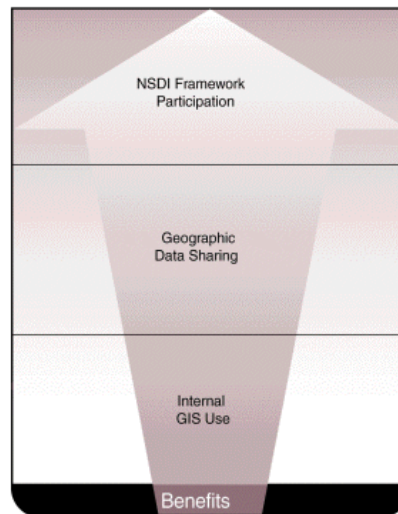 NSDI Framework
Participation
Geographic
Data Sharing
Internal
GIS Use
Benefits